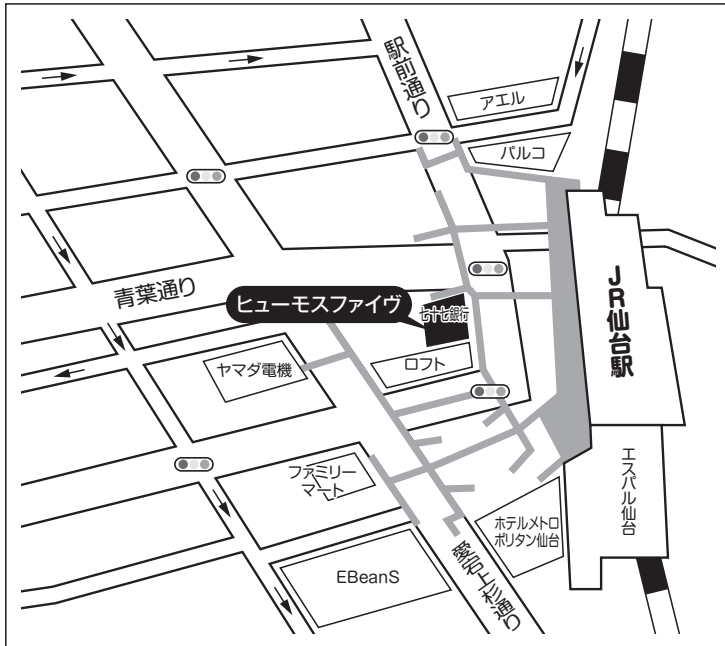 駅前通り
アエル
パルコ
青葉通り
ヒューモスファイヴ
七十七銀行
JR仙台駅
ヤマダ電機
ロフト
ファミリー
マート
エスパル仙台
ホテルメトロ
ポリタン仙台
EBeanS
愛宕上杉通り